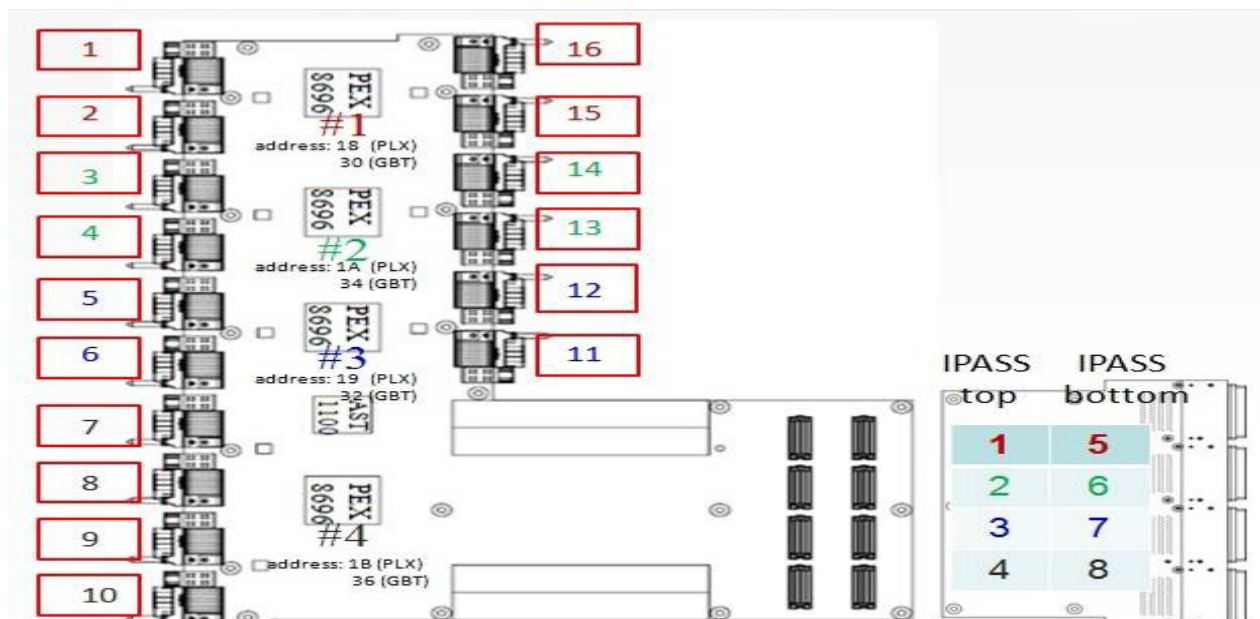 1
16
PEX
8696
#1
2
15
address: 18 (PLX)
30 (GBT)
3
14
PEX
8696
#2
4
13
address: 1A (PLX)
34 (GBT)
5
12
PEX
8696
#3
6
11
address: 19 (PLX)
32 (GBT)
7
AST
1100
8
PEX
8696
#4
9
address: 1B (PLX)
36 (GBT)
10
IPASS IPASS
top bottom
1 5
2 6
3 7
4 8